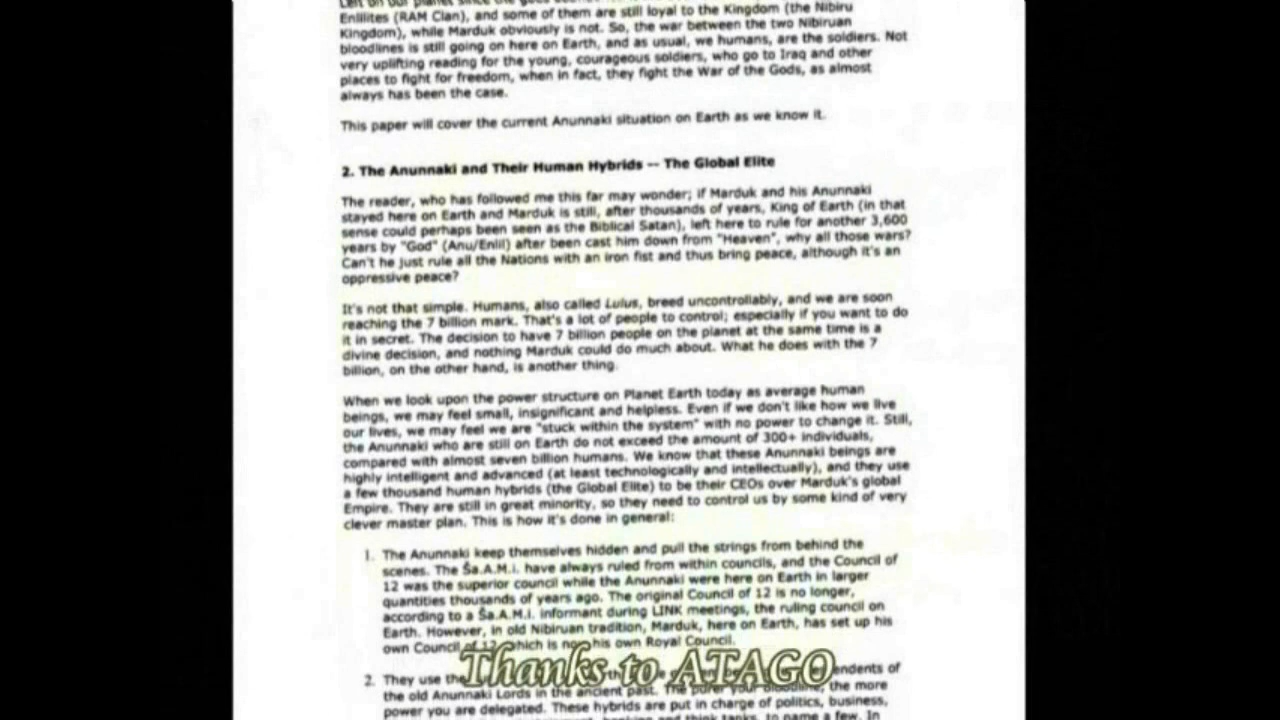 Enlilites (RAM Clan), and some of them are still loyal to the Kingdom (the Nibiru
Kingdom), while Marduk obviously is not. So, the war between the two Nibiruan
bloodlines is still going on here on Earth, and as usual, we humans, are the soldiers. Not
very uplifting reading for the young, courageous soldiers, who go to Iraq and other
places to fight for freedom, when in fact, they fight the War of the Gods, as almost
always has been the case.
This paper will cover the current Anunnaki situation on Earth as we know it.
2. The Anunnaki and Their Human Hybrids -- The Global Elite
The reader, who has followed me this far may wonder; if Marduk and his Anunnaki
stayed here on Earth and Marduk is still, after thousands of years, King of Earth (in that
sense could perhaps been seen as the Biblical Satan), left here to rule for another 3,600
years by "God" (Anu/Enlil) after been cast him down from "Heaven", why all those wars?
Can't he just rule all the Nations with an iron fist and thus bring peace, although it's an
oppressive peace?
It's not that simple. Humans, also called Lulus, breed uncontrollably, and we are soon
reaching the 7 billion mark. That's a lot of people to control; especially if you want to do
it in secret. The decision to have 7 billion people on the planet at the same time is a
divine decision, and nothing Marduk could do much about. What he does with the 7
billion, on the other hand, is another thing.
When we look upon the power structure on Planet Earth today as average human
beings, we may feel small, insignificant and helpless. Even if we don't like how we live
our lives, we may feel we are "stuck within the system" with no power to change it. Still,
the Anunnaki who are still on Earth do not exceed the amount of 300+ individuals,
compared with almost seven billion humans. We know that these Anunnaki beings are
highly intelligent and advanced (at least technologically and intellectually), and they use
a few thousand human hybrids (the Global Elite) to be their CEOs over Marduk's global
Empire. They are still in great minority, so they need to control us by some kind of very
clever master plan. This is how it's done in general:
1. The Anunnaki keep themselves hidden and pull the strings from behind the
scenes. The Ša.A.M.i. have always ruled from within councils, and the Council of
12 was the superior council while the Anunnaki were here on Earth in larger
quantities thousands of years ago. The original Council of 12 is no longer,
according to a Ša.A.M.i. informant during LINK meetings, the ruling council on
Earth. However, in old Nibiruan tradition, Marduk, here on Earth, has set up his
own Council of 12, which is now his own Royal Council.
Thanks to ATAGO
2. They use the
the old Anunnaki Lords in the ancient past. The purer your bloodline, the more
power you are delegated. These hybrids are put in charge of politics, business,
banking and think tanks, to name a few. In